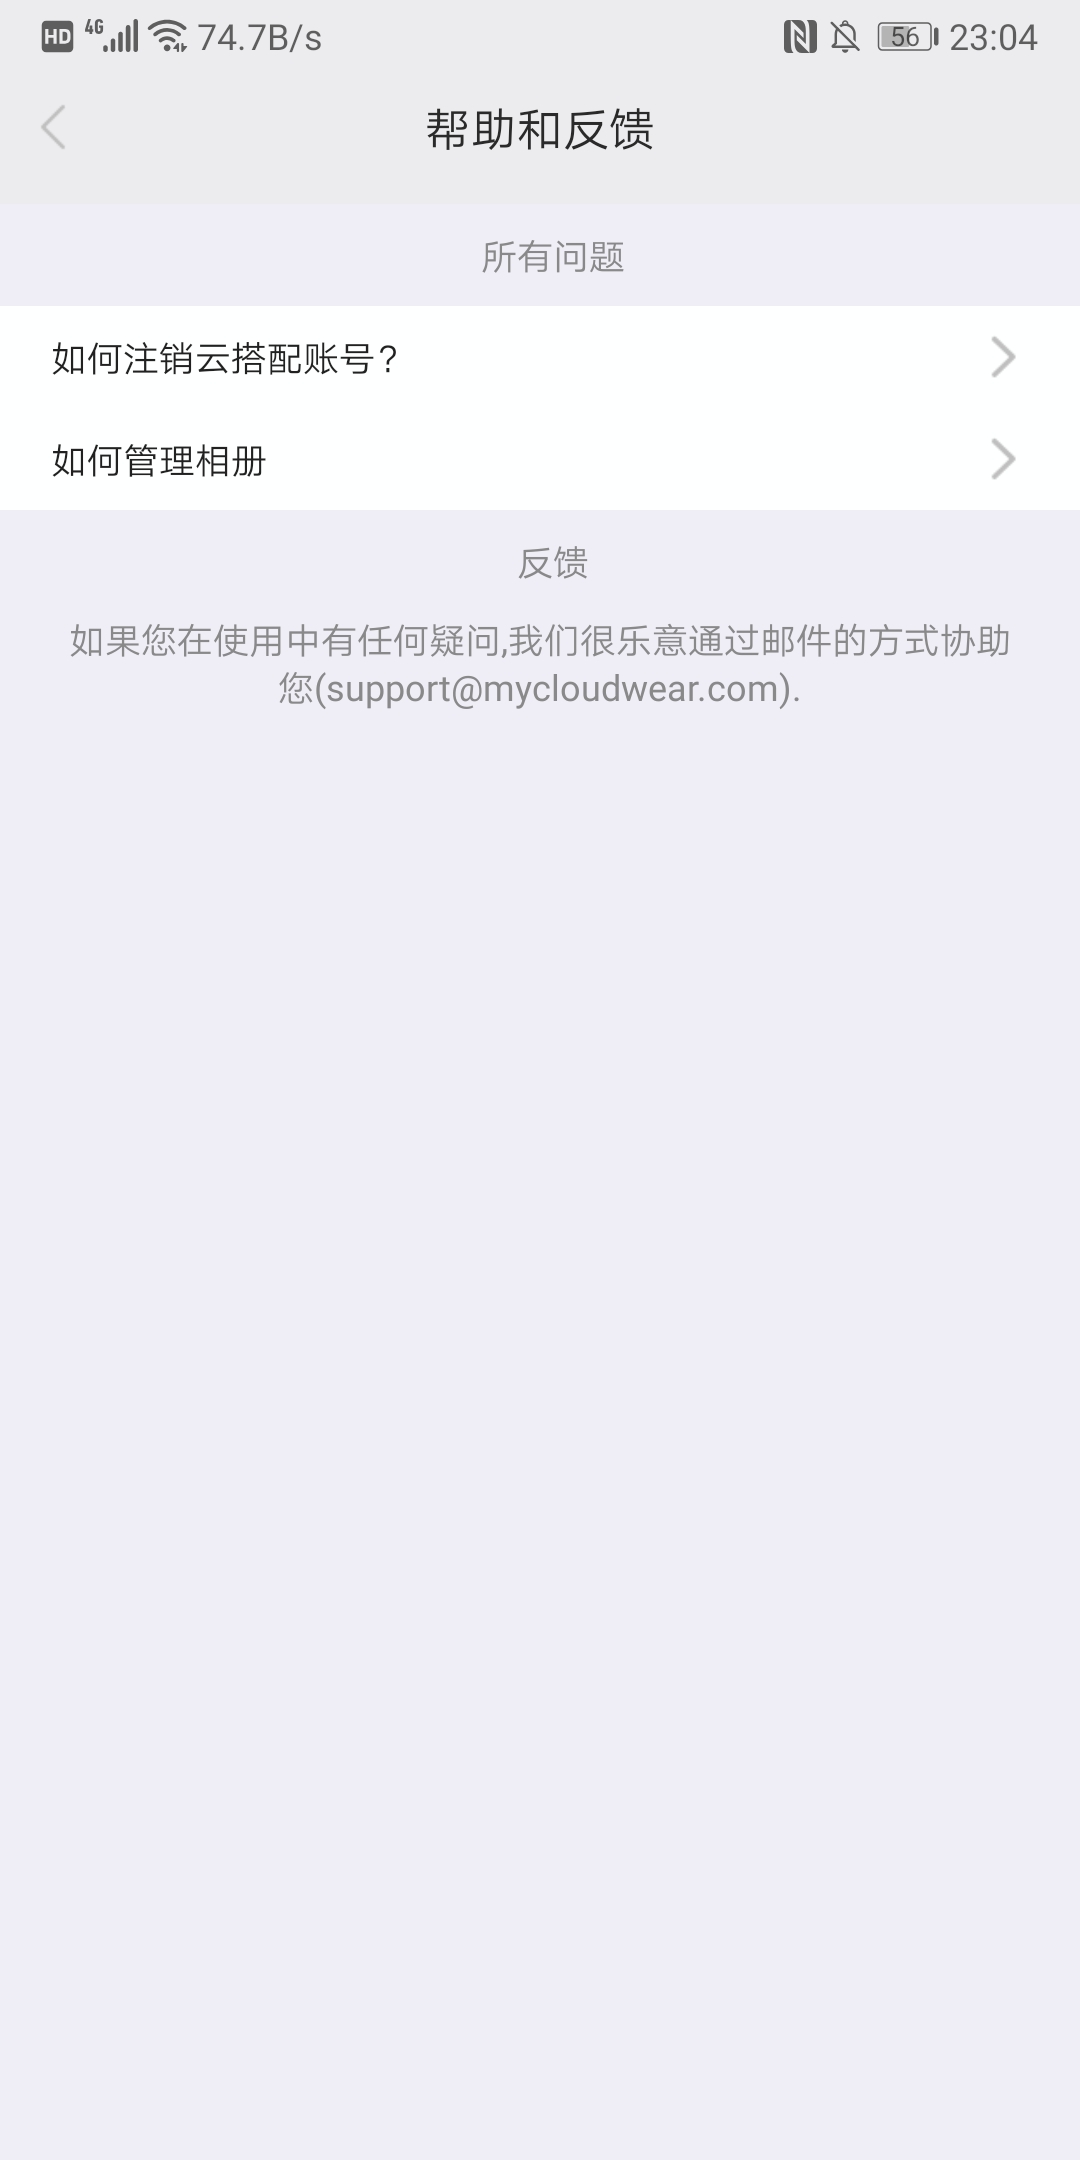 HD 4G 74.7B/s 56 23:04
帮助和反馈
所有问题
如何注销云搭配账号?
如何管理相册
反馈
如果您在使用中有任何疑问,我们很乐意通过邮件的方式协助
您(support@mycloudwear.com).